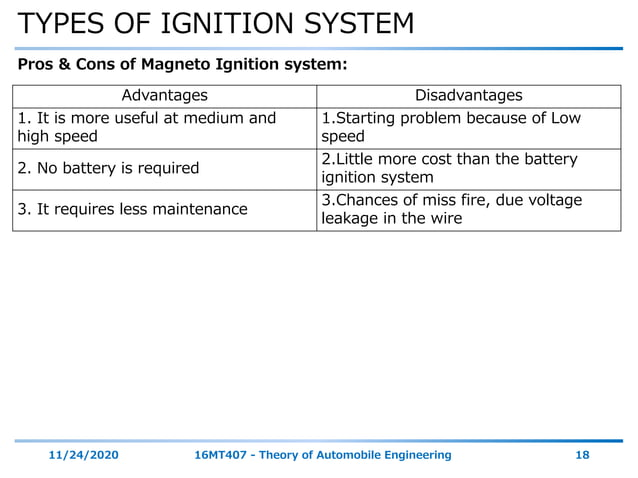 TYPES OF IGNITION SYSTEM
Pros & Cons of Magneto Ignition system:
Advantages
Disadvantages
1. It is more useful at medium and
high speed
1.Starting problem because of Low
speed
2. No battery is required
2.Little more cost than the battery
ignition system
3. It requires less maintenance
3.Chances of miss fire, due voltage
leakage in the wire
11/24/2020
16MT407 - Theory of Automobile Engineering
18